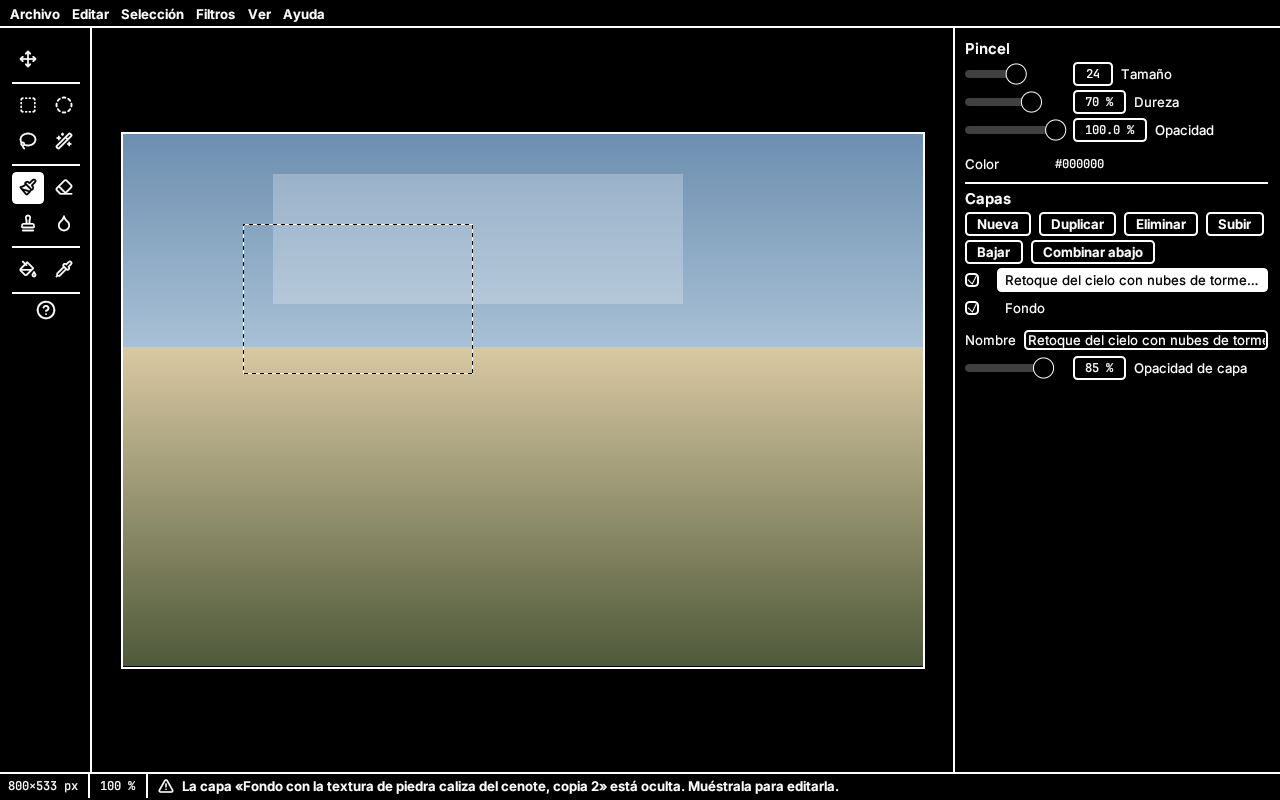 Archivo Editar Selección Filtros Ver Ayuda
Pincel
24 Tamaño
70 % Dureza
100.0 % Opacidad
Color #000000
Capas
Nueva Duplicar Eliminar Subir
Bajar Combinar abajo
Retoque del cielo con nubes de torme…
Fondo
Nombre Retoque del cielo con nubes de torme
85 % Opacidad de capa
800×533 px 100 % La capa «Fondo con la textura de piedra caliza del cenote, copia 2» está oculta. Muéstrala para editarla.